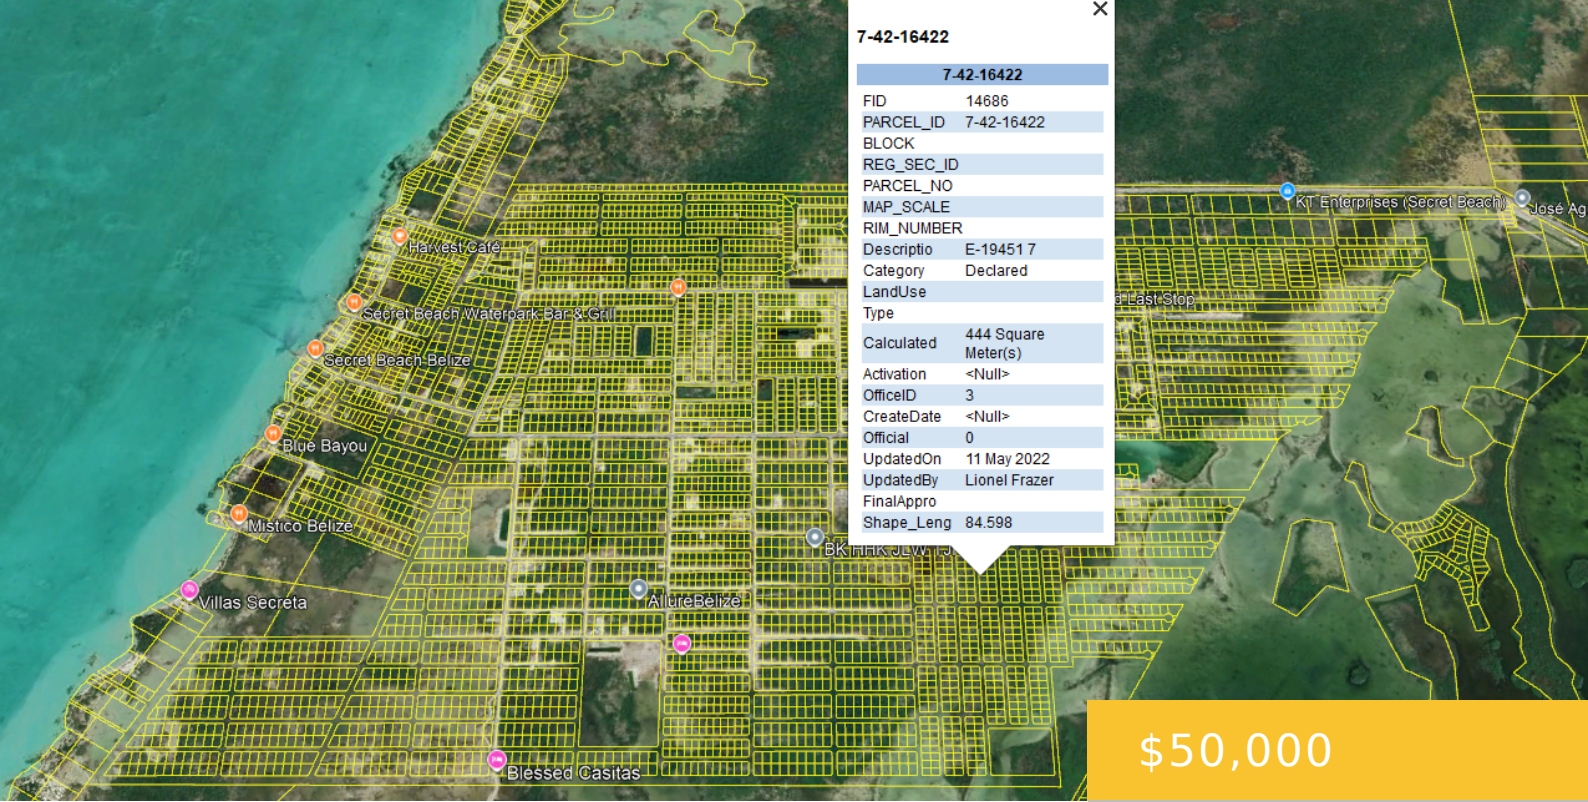 7-42-16422
7-42-16422
FID 14686
PARCEL_ID 7-42-16422
BLOCK
REG_SEC_ID
PARCEL_NO
MAP_SCALE
RIM_NUMBER
Descriptio E-19451 7
Category Declared
LandUse
Type
Calculated 444 Square
Meter(s)
Activation <Null>
OfficeID 3
CreateDate <Null>
Official 0
UpdatedOn 11 May 2022
UpdatedBy Lionel Frazer
FinalAppro
Shape_Leng 84.598
KT Enterprises (Secret Beach)
José Ag
Harvest Café
d Last Stop
Secret Beach Waterpark Bar & Grill
Secret Beach Belize
Blue Bayou
Mistico Belize
BK HHK JLW TJ
Villas Secreta
AllureBelize
Blessed Casitas
$50,000